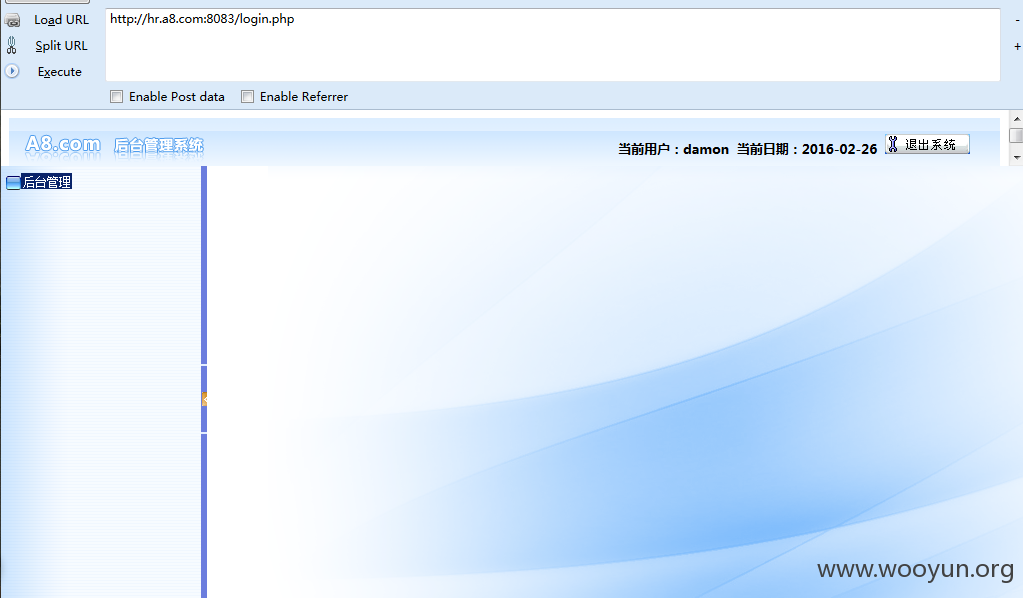 Load URL
http://hr.a8.com:8083/login.php
-
Split URL
+
Execute
Enable Post data
Enable Referrer
A8.com 后台管理系统
当前用户：damon 当前日期：2016-02-26
退出系统
后台管理
www.wooyun.org